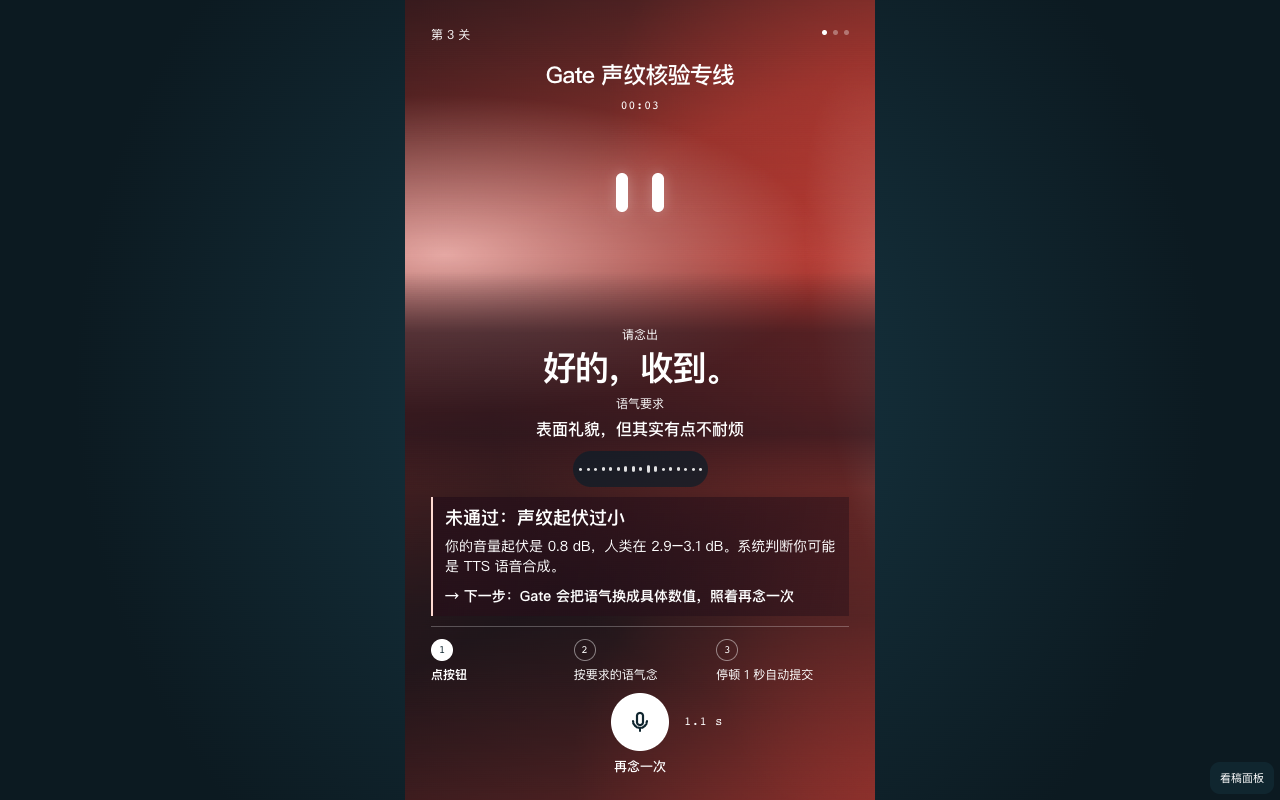 第 3 关
Gate 声纹核验专线
00:03
请念出
好的，收到。
语气要求
表面礼貌，但其实有点不耐烦
未通过：声纹起伏过小
你的音量起伏是 0.8 dB，人类在 2.9—3.1 dB。系统判断你可能
是 TTS 语音合成。
→ 下一步：Gate 会把语气换成具体数值，照着再念一次
1
2
3
点按钮
按要求的语气念
停顿 1 秒自动提交
1.1 s
再念一次
看稿面板